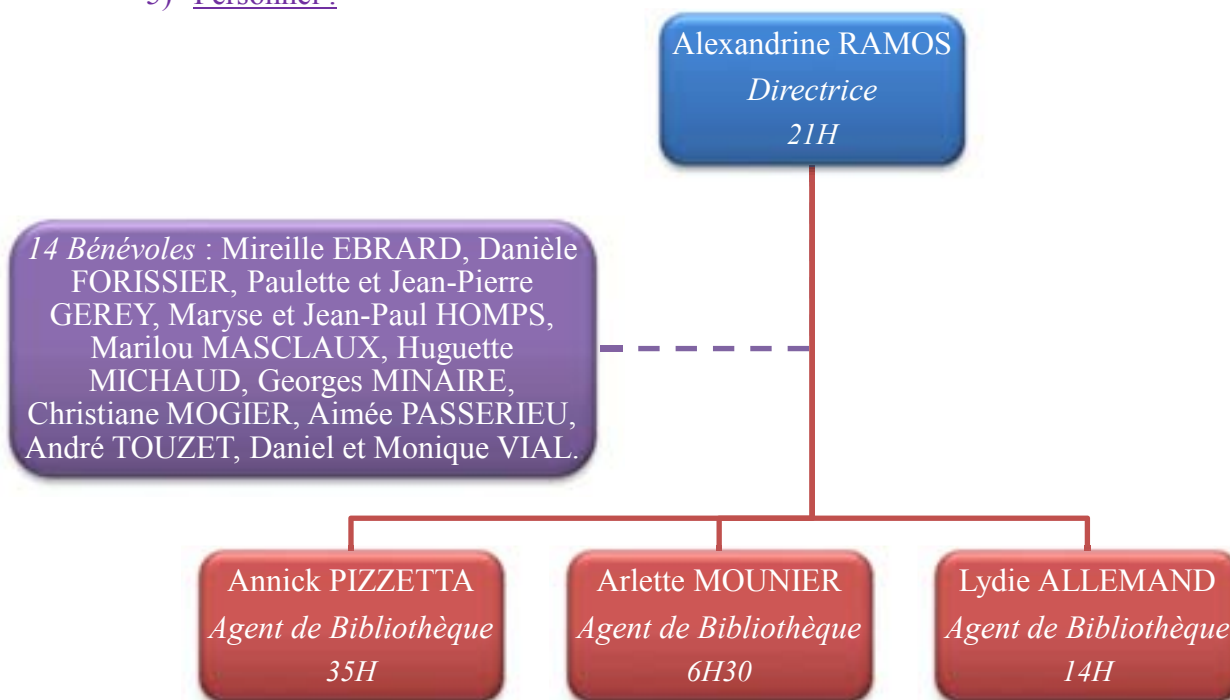 Personnel :
Alexandrine RAMOS
Directrice
21H
14 Bénévoles : Mireille EBRARD, Danièle
FORISSIER, Paulette et Jean-Pierre
GEREY, Maryse et Jean-Paul HOMPS,
Marilou MASCLAUX, Huguette
MICHAUD, Georges MINAIRE,
Christiane MOGIER, Aimée PASSERIEU,
André TOUZET, Daniel et Monique VIAL.
Annick PIZZETTA
Agent de Bibliothèque
35H
Arlette MOUNIER
Agent de Bibliothèque
6H30
Lydie ALLEMAND
Agent de Bibliothèque
14H